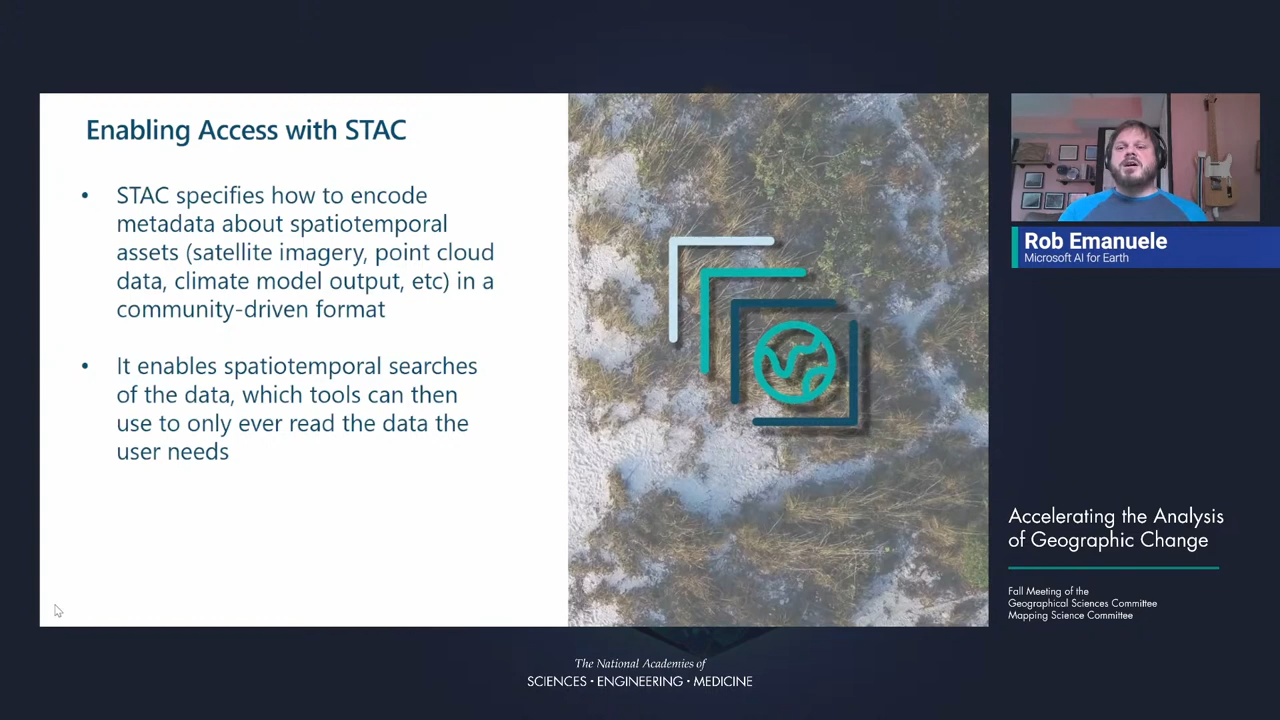 Enabling Access with STAC
• STAC specifies how to encode
metadata about spatiotemporal
assets (satellite imagery, point cloud
data, climate model output, etc) in a
community-driven format
• It enables spatiotemporal searches
of the data, which tools can then
use to only ever read the data the
user needs
Rob Emanuele
Microsoft AI for Earth
Accelerating the Analysis
of Geographic Change
Fall Meeting of the
Geographical Sciences Committee
Mapping Science Committee
The National Academies of
SCIENCES • ENGINEERING • MEDICINE